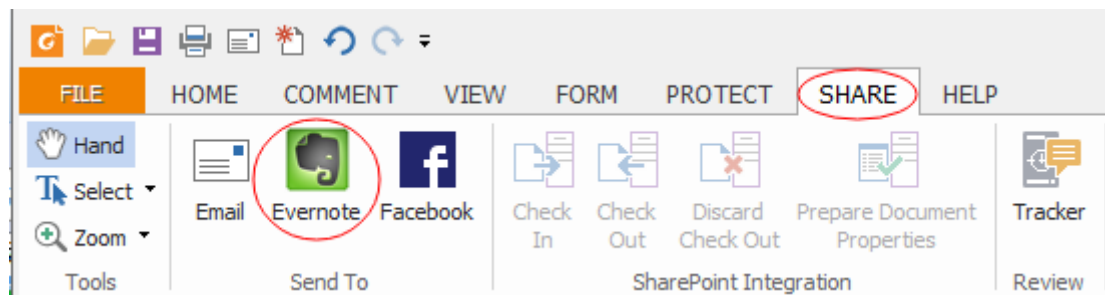 FILE HOME COMMENT VIEW FORM PROTECT SHARE HELP
Hand
Select
Zoom
Tools
Email Evernote Facebook
Send To
Check In
Check Out
Discard Check Out
Prepare Document Properties
SharePoint Integration
Tracker
Review